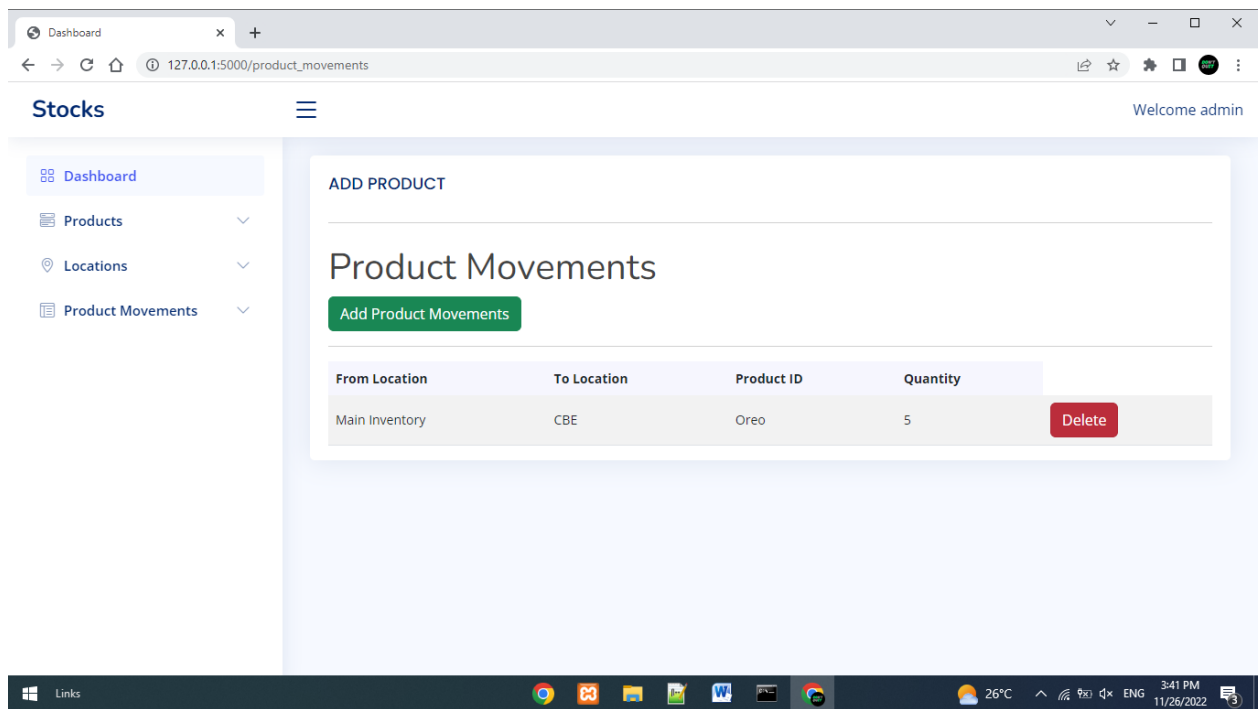 Dashboard
127.0.0.1:5000/product_movements
Stocks
Welcome admin
Dashboard
Products
Locations
Product Movements
ADD PRODUCT
Product Movements
Add Product Movements
From Location To Location Product ID Quantity
Main Inventory CBE Oreo 5 Delete
Links
26°C ENG 3:41 PM
11/26/2022
3